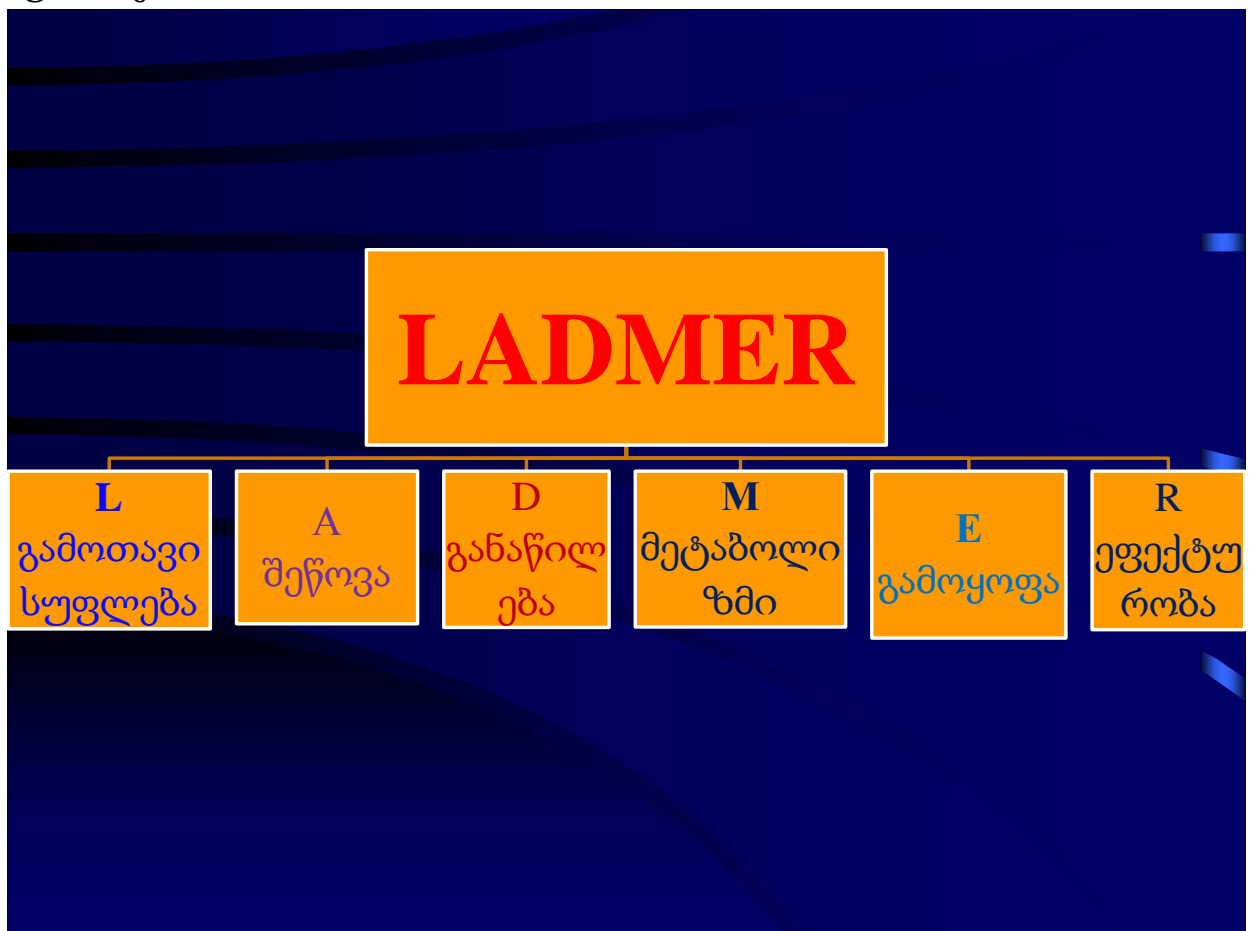 LADMER
L
გამოთავი
სუფლება
A
შეწოვა
D
განაწილ
ება
M
მეტაბოლი
ზმი
E
გამოყოფა
R
ეფექტუ
რობა